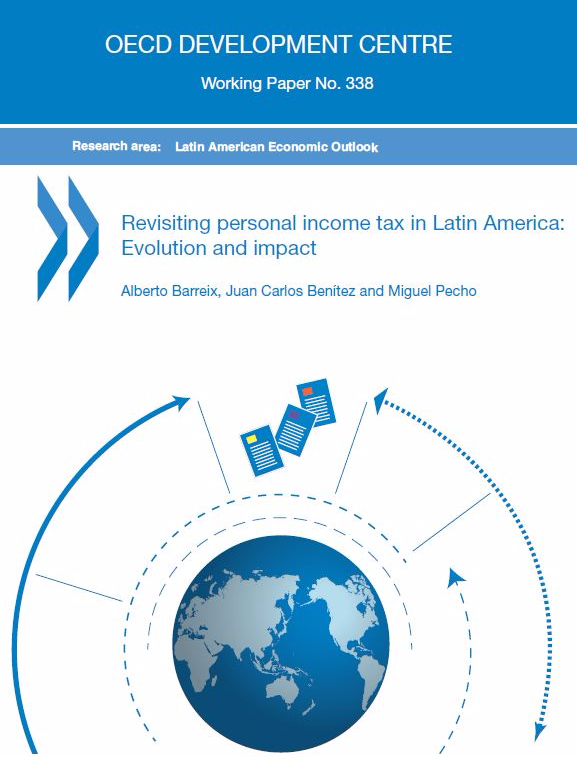 OECD DEVELOPMENT CENTRE
Working Paper No. 338
Research area: Latin American Economic Outlook
Revisiting personal income tax in Latin America:
Evolution and impact
Alberto Barreix, Juan Carlos Benítez and Miguel Pecho